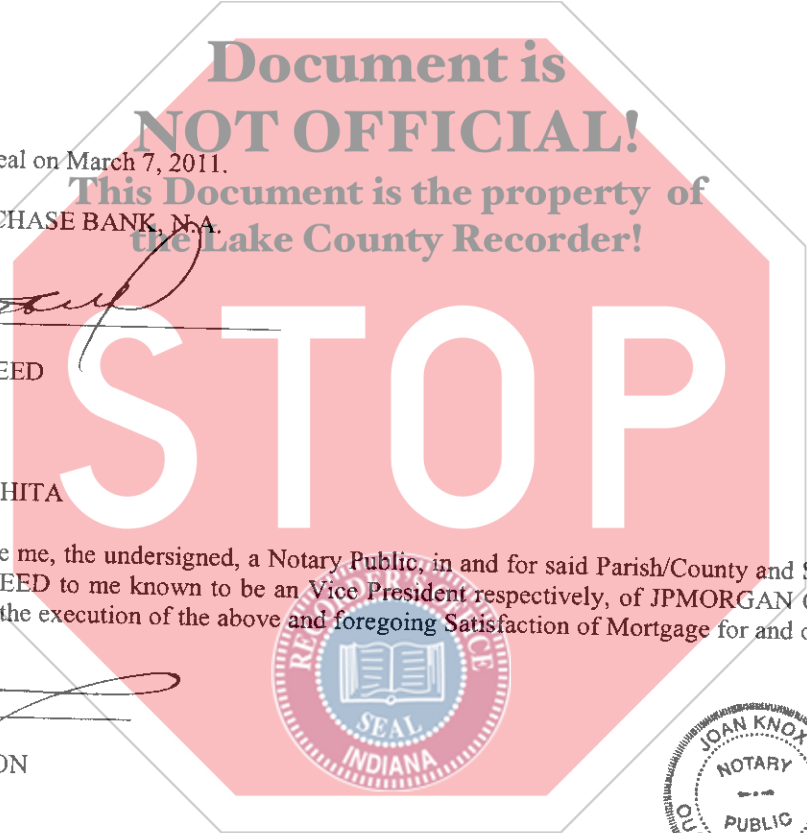 Document is
NOT OFFICIAL!
eal on March 7, 2011.
This Document is the property of
CHASE BANK, N.A.
the Lake County Recorder!
STOP
EED
HITA
e me, the undersigned, a Notary Public, in and for said Parish/County and S
EED to me known to be an Vice President respectively, of JPMORGAN C
the execution of the above and foregoing Satisfaction of Mortgage for and o
RECORDER'S OFFICE
SEAL
INDIANA
ON
JOAN KNOX
NOTARY
PUBLIC
OU